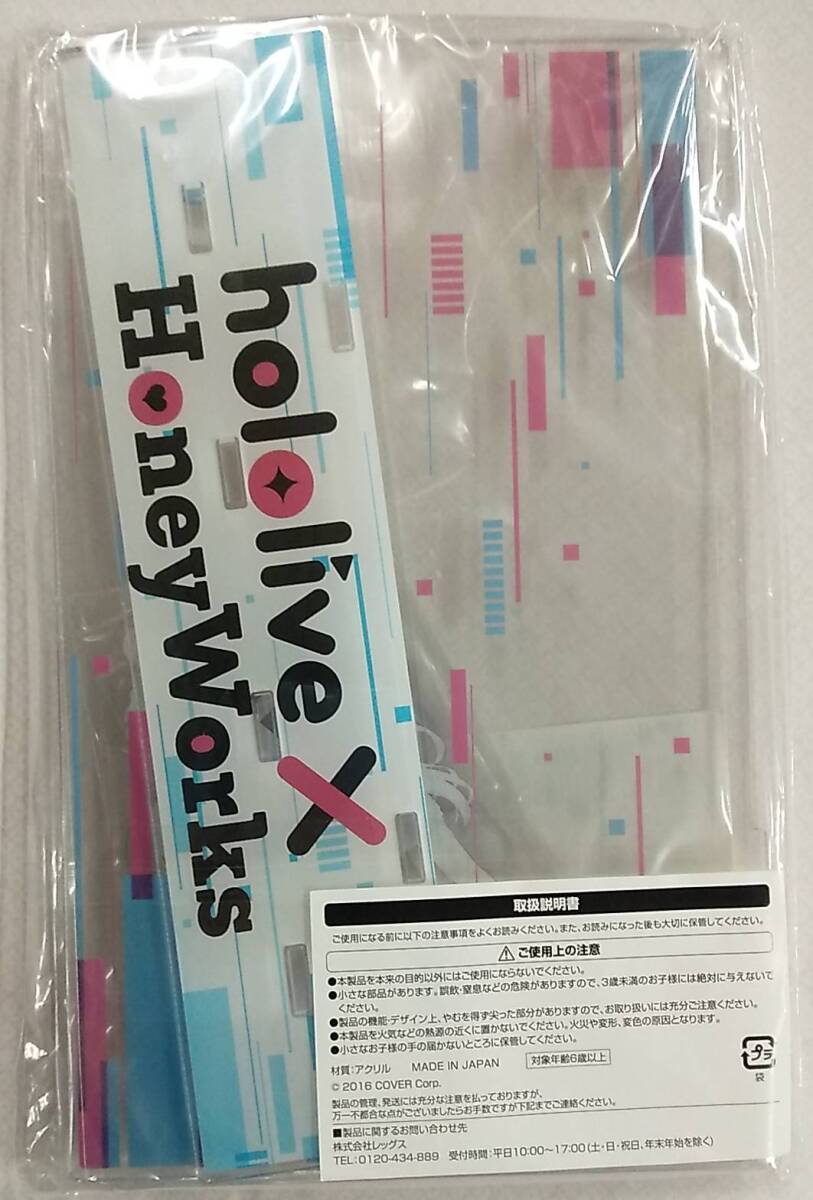 hololive X
HoneyWorks
取扱説明書
ご使用になる前に以下の注意事項をよくお読みください。また、お読みになった後も大切に保管してください。
⚠ご使用上の注意
●本製品を本来の目的以外にはご使用にならないでください。
●小さな部品があります。誤飲・窒息などの危険がありますので、3歳未満のお子様には絶対に与えないで
ください。
●製品の機能・デザイン上、やむを得ず尖った部分がありますので、お取り扱いには充分ご注意ください。
●本製品を火気などの熱源の近くに置かないでください。火災や変形、変色の原因となります。
●小さなお子様の手の届かないところに保管してください。
材質:アクリル MADE IN JAPAN 対象年齢6歳以上
© 2016 COVER Corp.
プラ
袋
製品の管理、発送には充分な注意を払っておりますが、
万一不都合な点がございましたらお手数ですが下記までご連絡ください。
■製品に関するお問い合わせ先
株式会社レッグス
TEL:0120-434-889 受付時間:平日10:00~17:00(土・日・祝日、年末年始を除く)